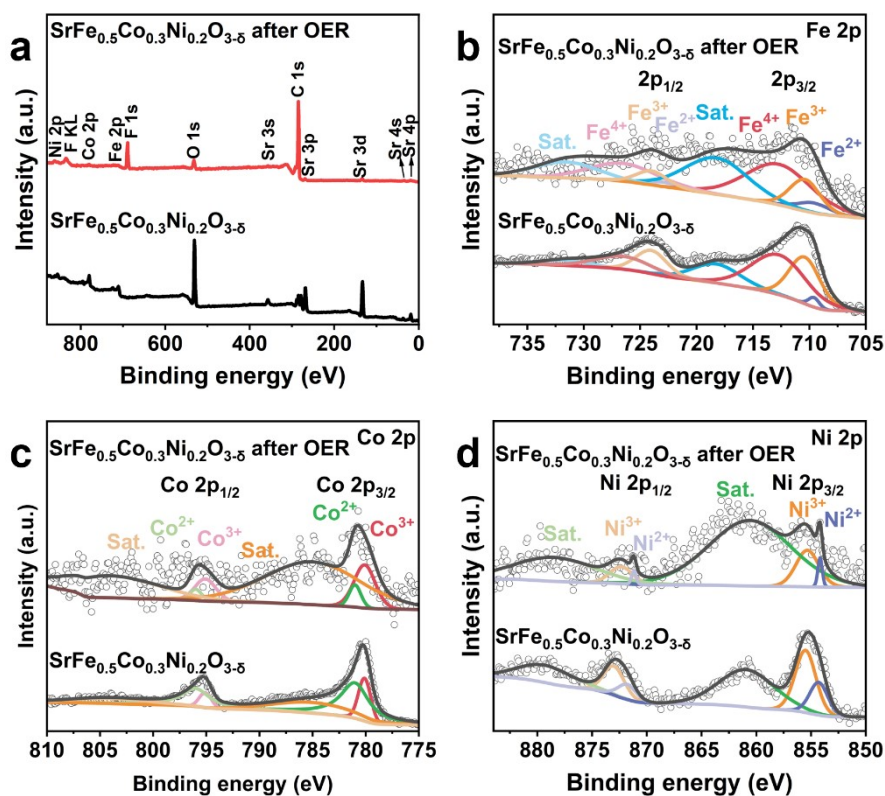 a
SrFe₀.₅Co₀.₃Ni₀.₂O₃₋δ after OER
Ni 2p
F KL
Co 2p
Fe 2p
F 1s
O 1s
Sr 3s
C 1s
Sr 3p
Sr 3d
Sr 4s
Sr 4p
SrFe₀.₅Co₀.₃Ni₀.₂O₃₋δ
Intensity (a.u.)
800 600 400 200 0
Binding energy (eV)
b
SrFe₀.₅Co₀.₃Ni₀.₂O₃₋δ after OER Fe 2p
2p₁/₂ 2p₃/₂
Sat. Fe⁴⁺ Fe³⁺ Fe²⁺ Sat. Fe⁴⁺ Fe³⁺ Fe²⁺
SrFe₀.₅Co₀.₃Ni₀.₂O₃₋δ
Intensity (a.u.)
735 730 725 720 715 710 705
Binding energy (eV)
c
SrFe₀.₅Co₀.₃Ni₀.₂O₃₋δ after OER Co 2p
Co 2p₁/₂ Co 2p₃/₂
Sat. Co²⁺ Co³⁺ Sat. Co²⁺ Co³⁺
SrFe₀.₅Co₀.₃Ni₀.₂O₃₋δ
Intensity (a.u.)
810 805 800 795 790 785 780 775
Binding energy (eV)
d
SrFe₀.₅Co₀.₃Ni₀.₂O₃₋δ after OER Ni 2p
Ni 2p₁/₂ Ni 2p₃/₂
Sat. Ni³⁺ Ni²⁺ Sat. Ni³⁺ Ni²⁺
SrFe₀.₅Co₀.₃Ni₀.₂O₃₋δ
Intensity (a.u.)
880 875 870 865 860 855 850
Binding energy (eV)